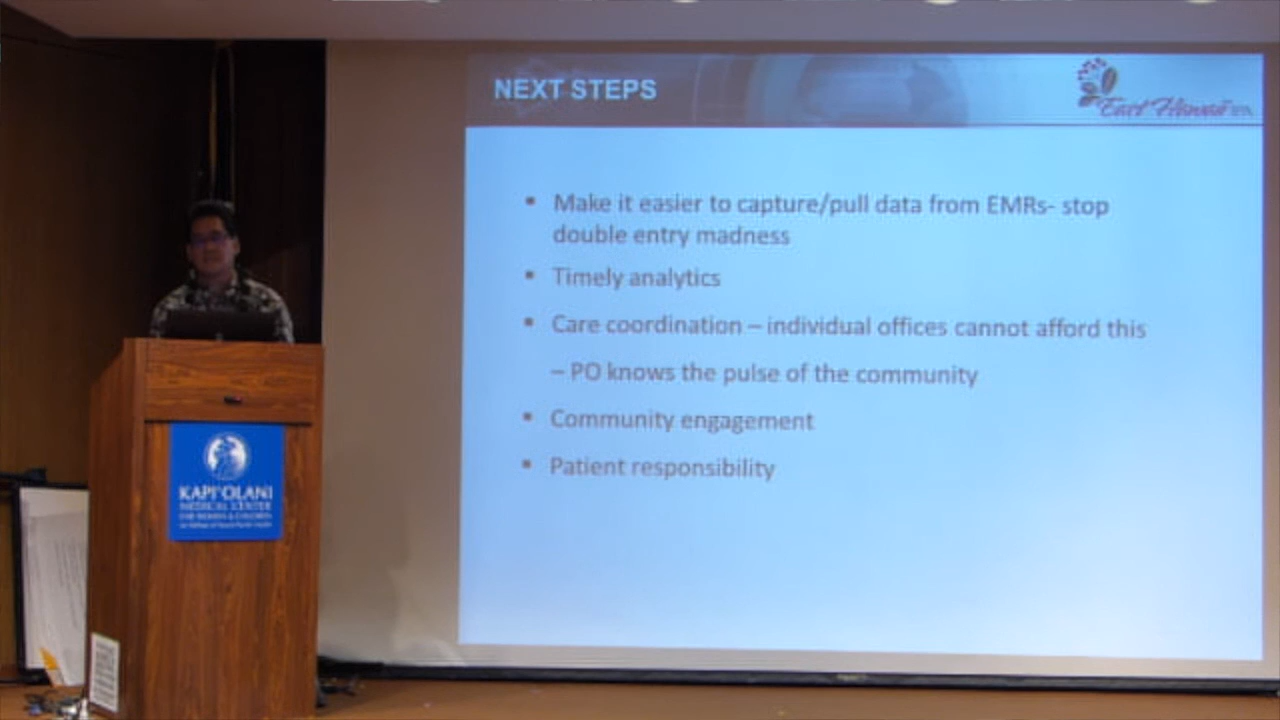 NEXT STEPS
East Hawaii IPA
▪ Make it easier to capture/pull data from EMRs- stop
double entry madness
▪ Timely analytics
▪ Care coordination – individual offices cannot afford this
– PO knows the pulse of the community
▪ Community engagement
▪ Patient responsibility
KAPI'OLANI
MEDICAL CENTER
FOR WOMEN & CHILDREN